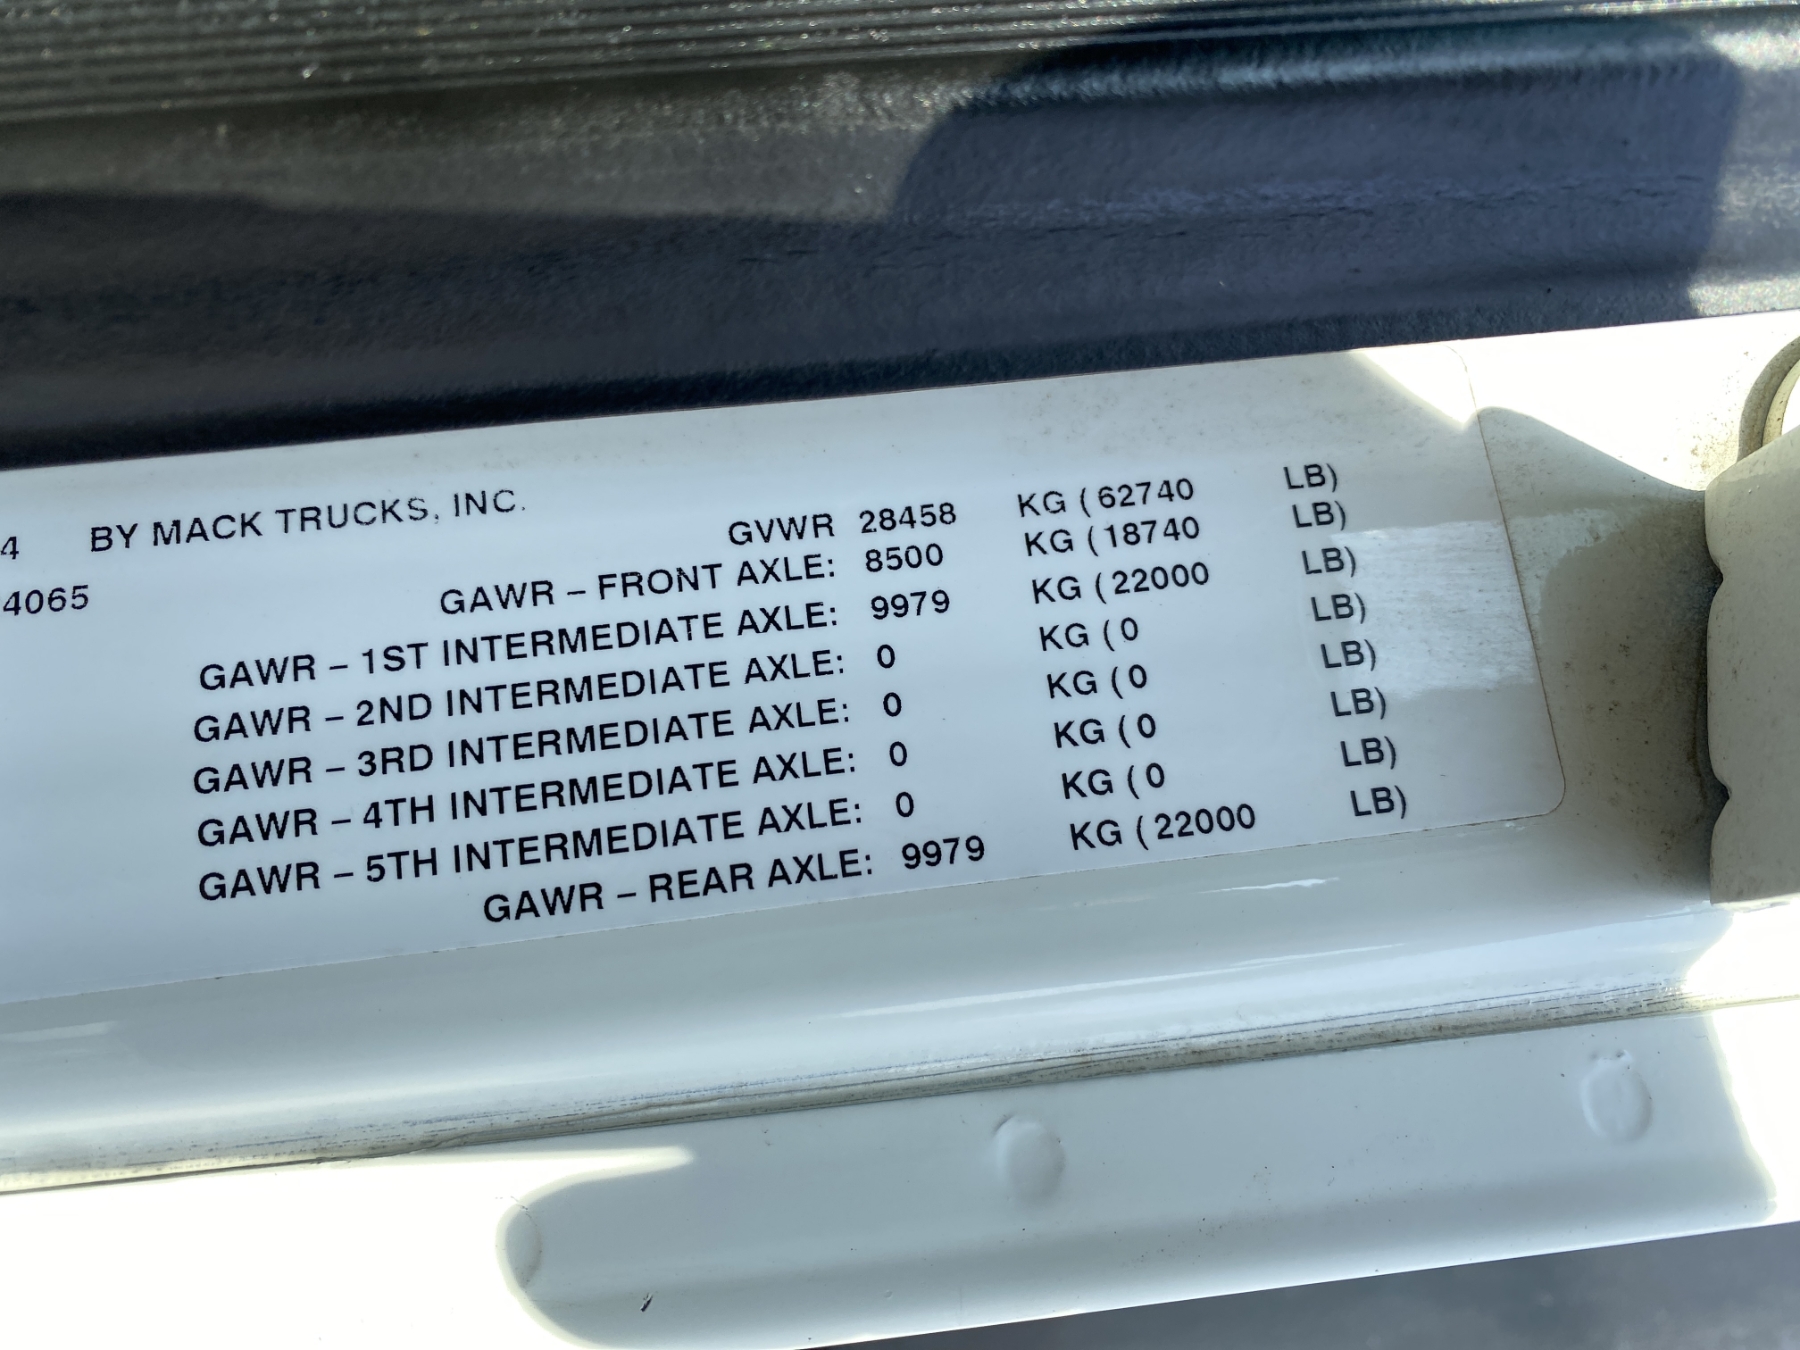 4 BY MACK TRUCKS, INC.
4065
GVWR 28458 KG (62740 LB)
GAWR – FRONT AXLE: 8500 KG (18740 LB)
GAWR – 1ST INTERMEDIATE AXLE: 9979 KG (22000 LB)
GAWR – 2ND INTERMEDIATE AXLE: 0 KG (0 LB)
GAWR – 3RD INTERMEDIATE AXLE: 0 KG (0 LB)
GAWR – 4TH INTERMEDIATE AXLE: 0 KG (0 LB)
GAWR – 5TH INTERMEDIATE AXLE: 0 KG (0 LB)
GAWR – REAR AXLE: 9979 KG (22000 LB)